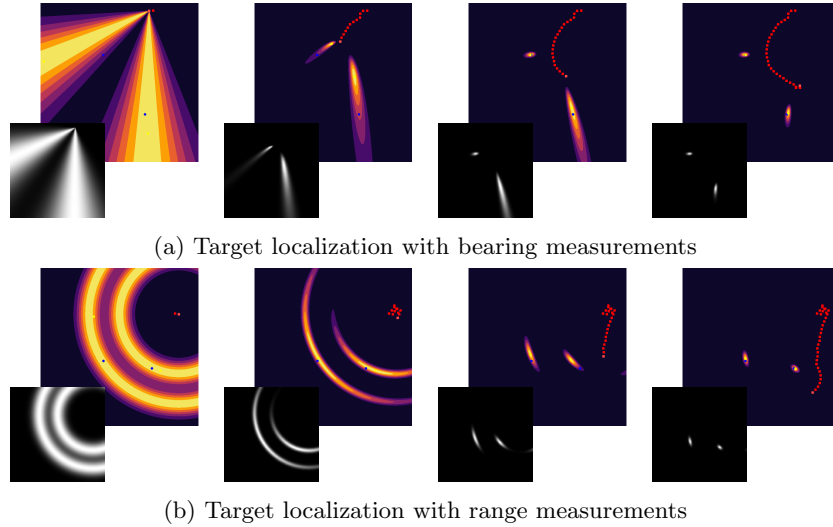 (a) Target localization with bearing measurements
(b) Target localization with range measurements